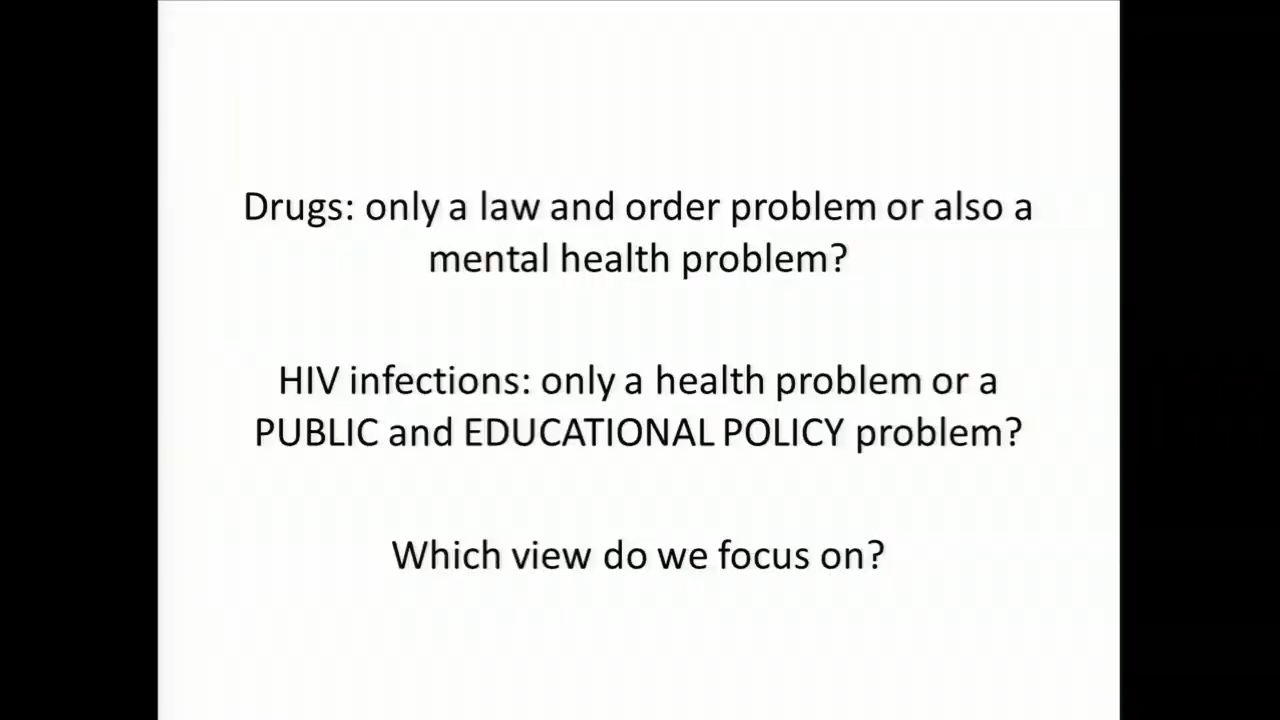 Drugs: only a law and order problem or also a
mental health problem?
HIV infections: only a health problem or a
PUBLIC and EDUCATIONAL POLICY problem?
Which view do we focus on?